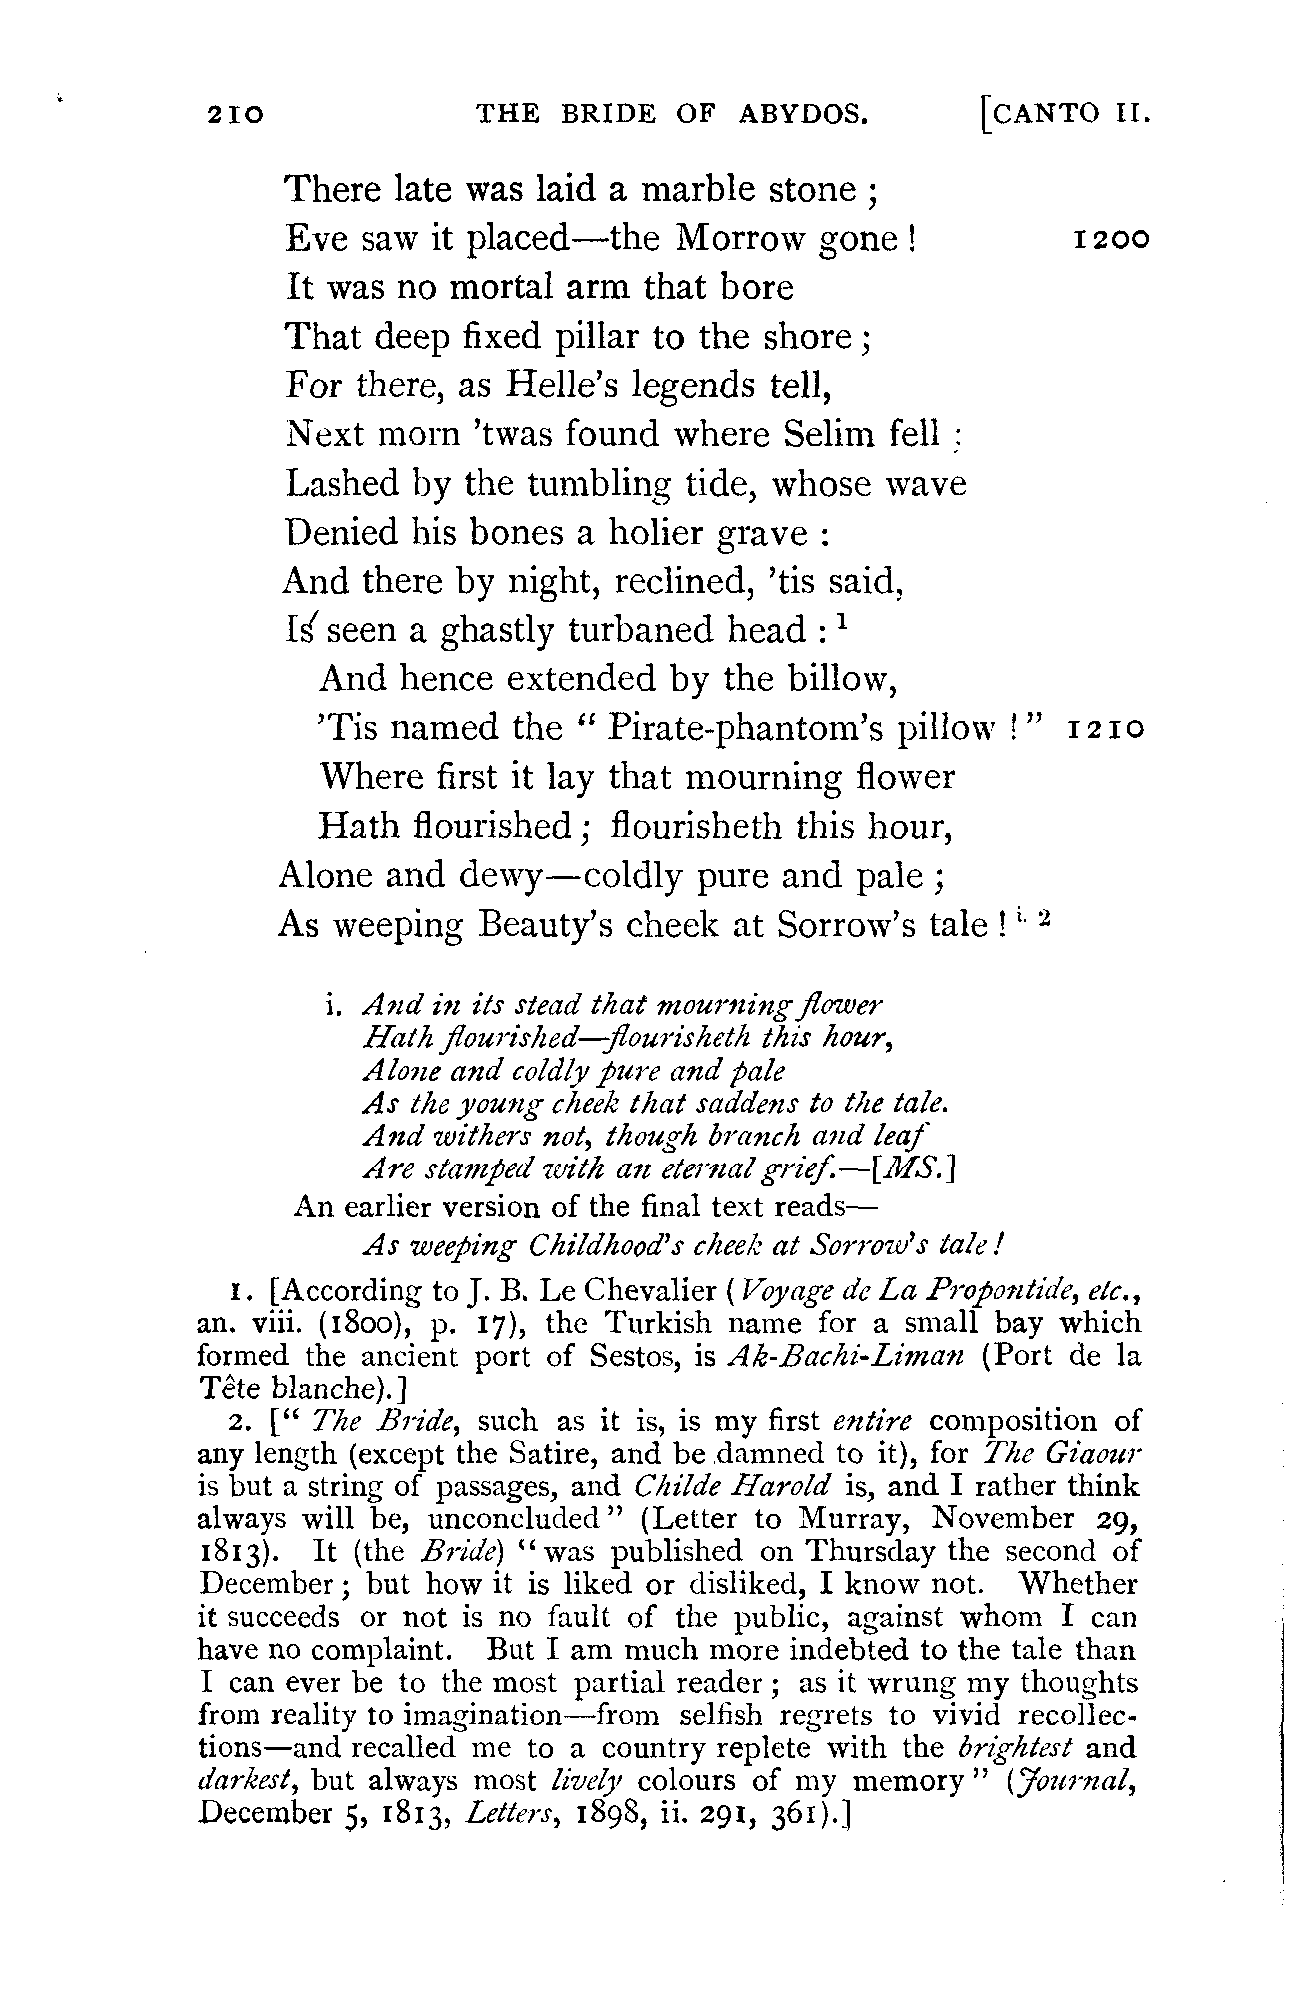 210 THE BRIDE OF ABYDOS. [CANTO II.
There late was laid a marble stone ;
Eve saw it placed—the Morrow gone ! 1200
It was no mortal arm that bore
That deep fixed pillar to the shore ;
For there, as Helle's legends tell,
Next morn 'twas found where Selim fell ;
Lashed by the tumbling tide, whose wave
Denied his bones a holier grave :
And there by night, reclined, 'tis said,
Is seen a ghastly turbaned head : 1
And hence extended by the billow,
'Tis named the " Pirate-phantom's pillow ! " 1210
Where first it lay that mourning flower
Hath flourished ; flourisheth this hour,
Alone and dewy—coldly pure and pale ;
As weeping Beauty's cheek at Sorrow's tale ! i. 2
i. And in its stead that mourning flower
Hath flourished—flourisheth this hour,
Alone and coldly pure and pale
As the young cheek that saddens to the tale.
And withers not, though branch and leaf
Are stamped with an eternal grief.—[MS.]
An earlier version of the final text reads—
As weeping Childhood's cheek at Sorrow's tale !
1. [According to J. B. Le Chevalier (Voyage de La Propontide, etc.,
an. viii. (1800), p. 17), the Turkish name for a small bay which
formed the ancient port of Sestos, is Ak-Bachi-Liman (Port de la
Tête blanche).]
2. [" The Bride, such as it is, is my first entire composition of
any length (except the Satire, and be damned to it), for The Giaour
is but a string of passages, and Childe Harold is, and I rather think
always will be, unconcluded " (Letter to Murray, November 29,
1813). It (the Bride) " was published on Thursday the second of
December ; but how it is liked or disliked, I know not. Whether
it succeeds or not is no fault of the public, against whom I can
have no complaint. But I am much more indebted to the tale than
I can ever be to the most partial reader ; as it wrung my thoughts
from reality to imagination—from selfish regrets to vivid recollec-
tions—and recalled me to a country replete with the brightest and
darkest, but always most lively colours of my memory " (Journal,
December 5, 1813, Letters, 1898, ii. 291, 361).]